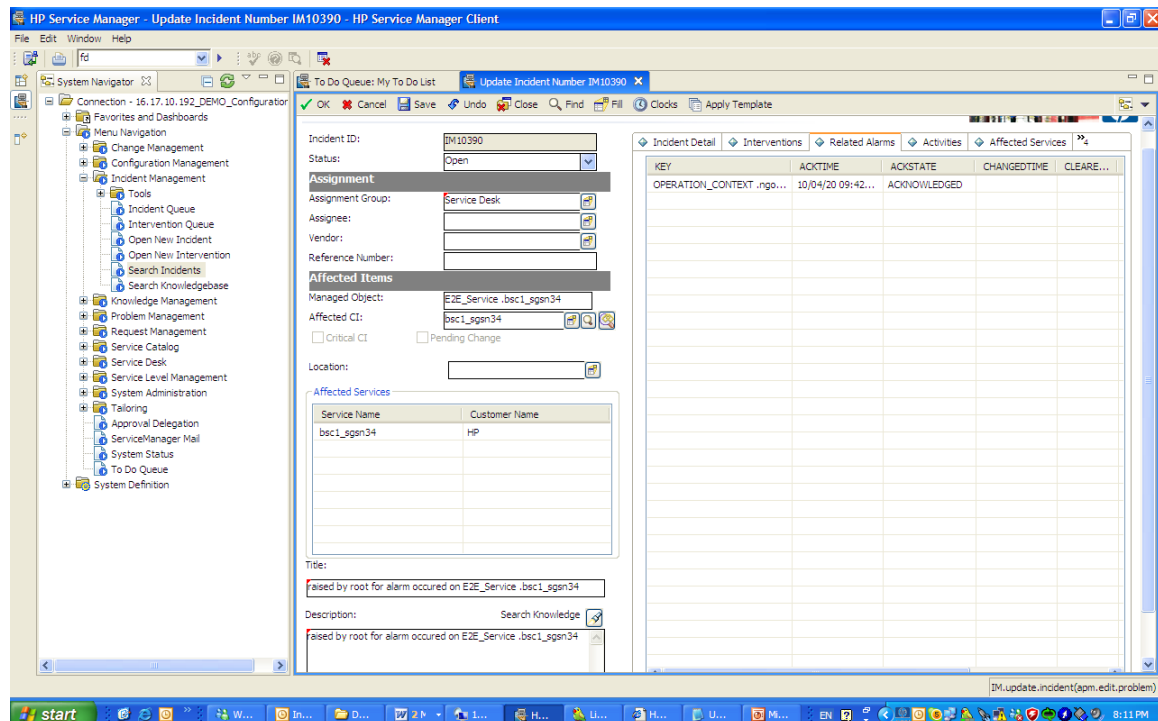 HP Service Manager - Update Incident Number IM10390 - HP Service Manager Client
File Edit Window Help
fd
System Navigator
Connection - 16.17.10.192_DEMO_Configuration
Favorites and Dashboards
Menu Navigation
Change Management
Configuration Management
Incident Management
Tools
Incident Queue
Intervention Queue
Open New Incident
Open New Intervention
Search Incidents
Search Knowledgebase
Knowledge Management
Problem Management
Request Management
Service Catalog
Service Desk
Service Level Management
System Administration
Tailoring
Approval Delegation
ServiceManager Mail
System Status
To Do Queue
System Definition
To Do Queue: My To Do List
Update Incident Number IM10390
OK Cancel Save Undo Close Find Fill Clocks Apply Template
Incident ID: IM10390
Status: Open
Assignment
Assignment Group: Service Desk
Assignee:
Vendor:
Reference Number:
Affected Items
Managed Object: E2E_Service .bsc1_sgsn34
Affected CI: bsc1_sgsn34
Critical CI Pending Change
Location:
Affected Services
Service Name Customer Name
bsc1_sgsn34 HP
Title:
raised by root for alarm occured on E2E_Service .bsc1_sgsn34
Description: Search Knowledge
raised by root for alarm occured on E2E_Service .bsc1_sgsn34
Incident Detail Interventions Related Alarms Activities Affected Services »4
KEY ACKTIME ACKSTATE CHANGEDTIME CLEARE...
OPERATION_CONTEXT .ngo... 10/04/20 09:42... ACKNOWLEDGED
IM.update.incident(apm.edit.problem)
start W... In... D... 2 N 1... H... Li... H... U... Mi... EN 8:11PM